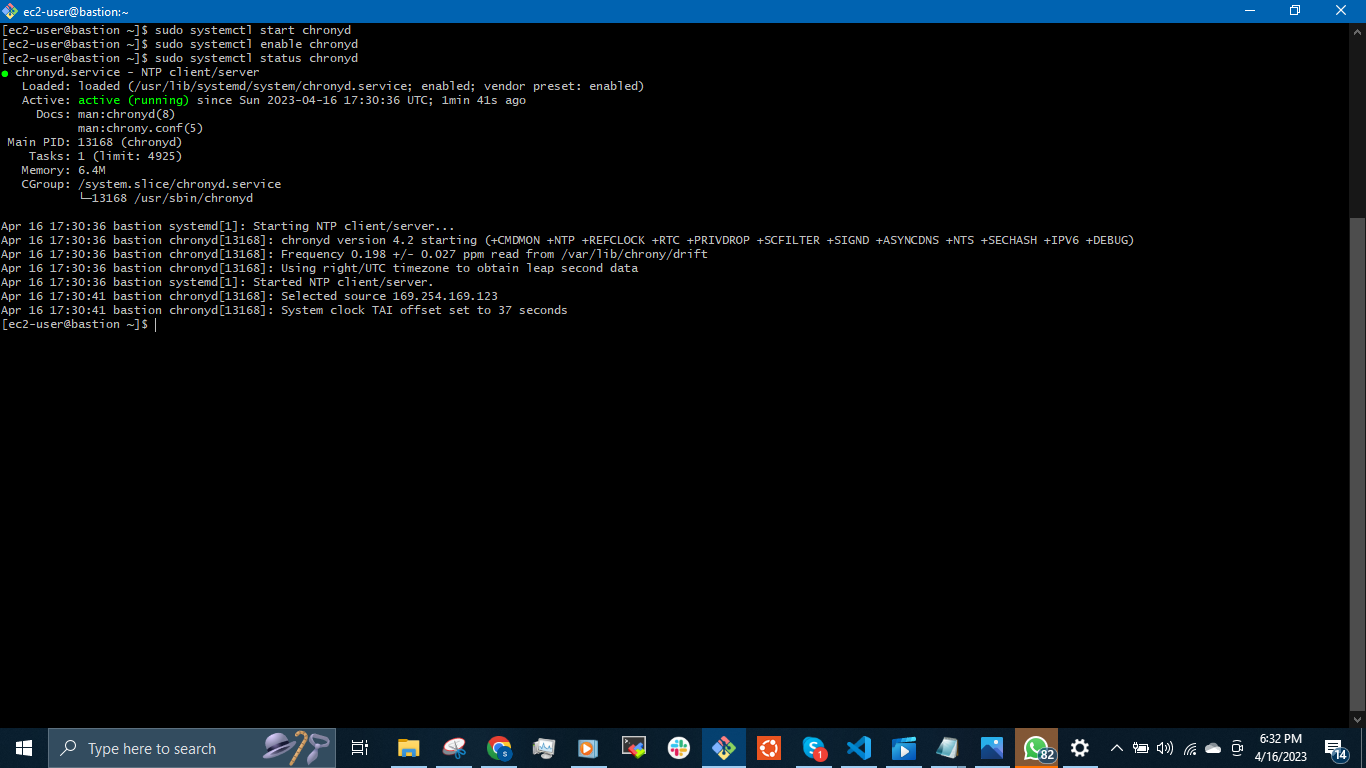 ec2-user@bastion:~
[ec2-user@bastion ~]$ sudo systemctl start chronyd
[ec2-user@bastion ~]$ sudo systemctl enable chronyd
[ec2-user@bastion ~]$ sudo systemctl status chronyd
● chronyd.service - NTP client/server
Loaded: loaded (/usr/lib/systemd/system/chronyd.service; enabled; vendor preset: enabled)
Active: active (running) since Sun 2023-04-16 17:30:36 UTC; 1min 41s ago
Docs: man:chronyd(8)
man:chrony.conf(5)
Main PID: 13168 (chronyd)
Tasks: 1 (limit: 4925)
Memory: 6.4M
CGroup: /system.slice/chronyd.service
└─13168 /usr/sbin/chronyd
Apr 16 17:30:36 bastion systemd[1]: Starting NTP client/server...
Apr 16 17:30:36 bastion chronyd[13168]: chronyd version 4.2 starting (+CMDMON +NTP +REFCLOCK +RTC +PRIVDROP +SCFILTER +SIGND +ASYNCDNS +NTS +SECHASH +IPV6 +DEBUG)
Apr 16 17:30:36 bastion chronyd[13168]: Frequency 0.198 +/- 0.027 ppm read from /var/lib/chrony/drift
Apr 16 17:30:36 bastion chronyd[13168]: Using right/UTC timezone to obtain leap second data
Apr 16 17:30:36 bastion systemd[1]: Started NTP client/server.
Apr 16 17:30:41 bastion chronyd[13168]: Selected source 169.254.169.123
Apr 16 17:30:41 bastion chronyd[13168]: System clock TAI offset set to 37 seconds
[ec2-user@bastion ~]$
Type here to search
S
1
82
6:32 PM
4/16/2023
14